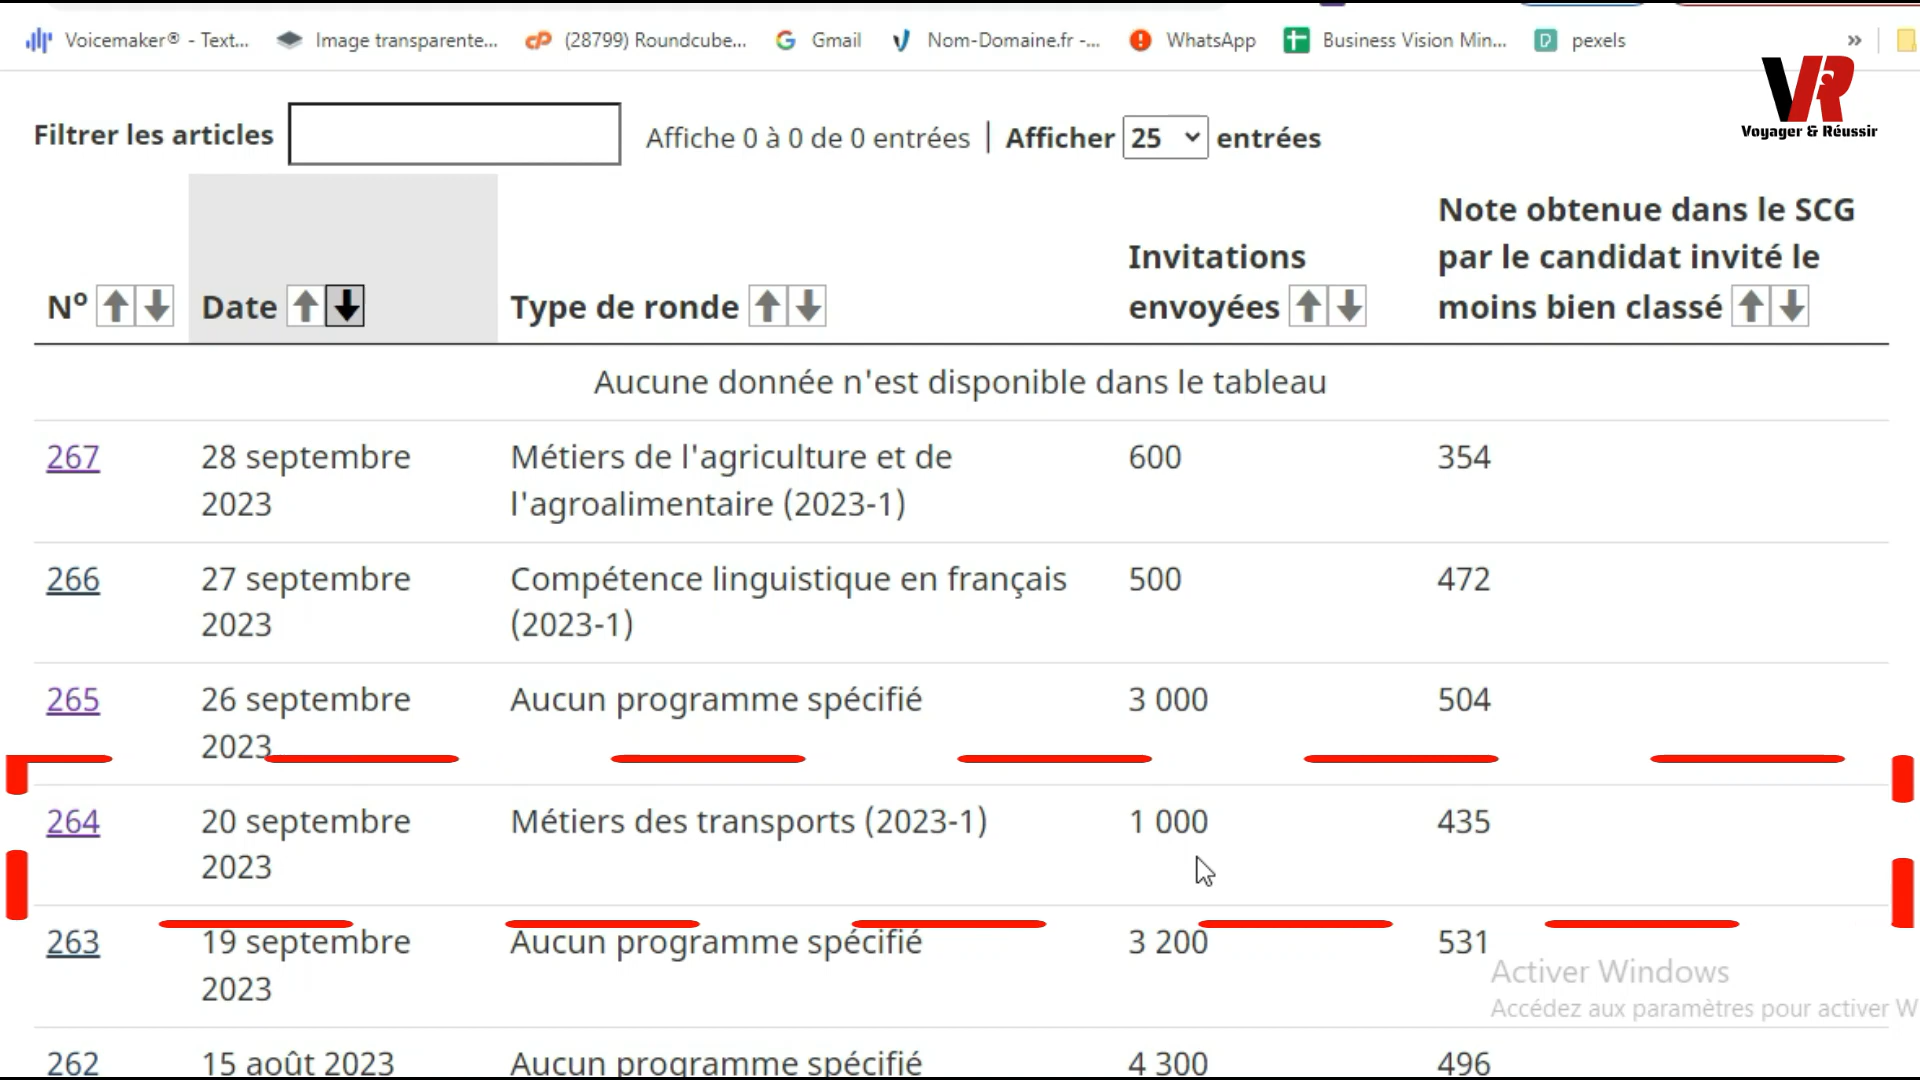 Voicemaker® - Text... Image transparente... (28799) Roundcube... Gmail Nom-Domaine.fr -... WhatsApp Business Vision Min... pexels »
VR
Voyager & Réussir
Filtrer les articles Affiche 0 à 0 de 0 entrées | Afficher 25 entrées
Note obtenue dans le SCG
Invitations par le candidat invité le
Nº Date Type de ronde envoyées moins bien classé
Aucune donnée n'est disponible dans le tableau
267 28 septembre Métiers de l'agriculture et de 600 354
2023 l'agroalimentaire (2023-1)
266 27 septembre Compétence linguistique en français 500 472
2023 (2023-1)
265 26 septembre Aucun programme spécifié 3 000 504
2023
264 20 septembre Métiers des transports (2023-1) 1 000 435
2023
263 19 septembre Aucun programme spécifié 3 200 531
2023
Activer Windows
Accédez aux paramètres pour activer W
262 15 août 2023 Aucun programme spécifié 4 300 496